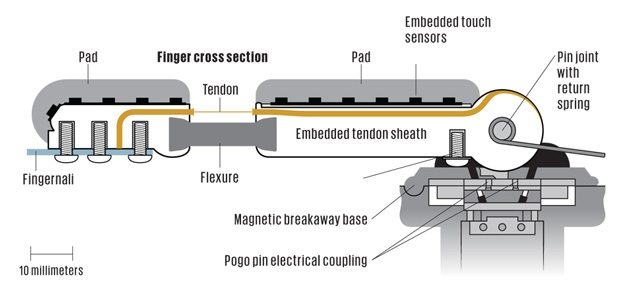 Embedded touch
sensors
Pad
Finger cross section
Pad
Pin joint
with
return
spring
Tendon
Embedded tendon sheath
Fingernali
Flexure
Magnetic breakaway base
Pogo pin electrical coupling
10 millimeters